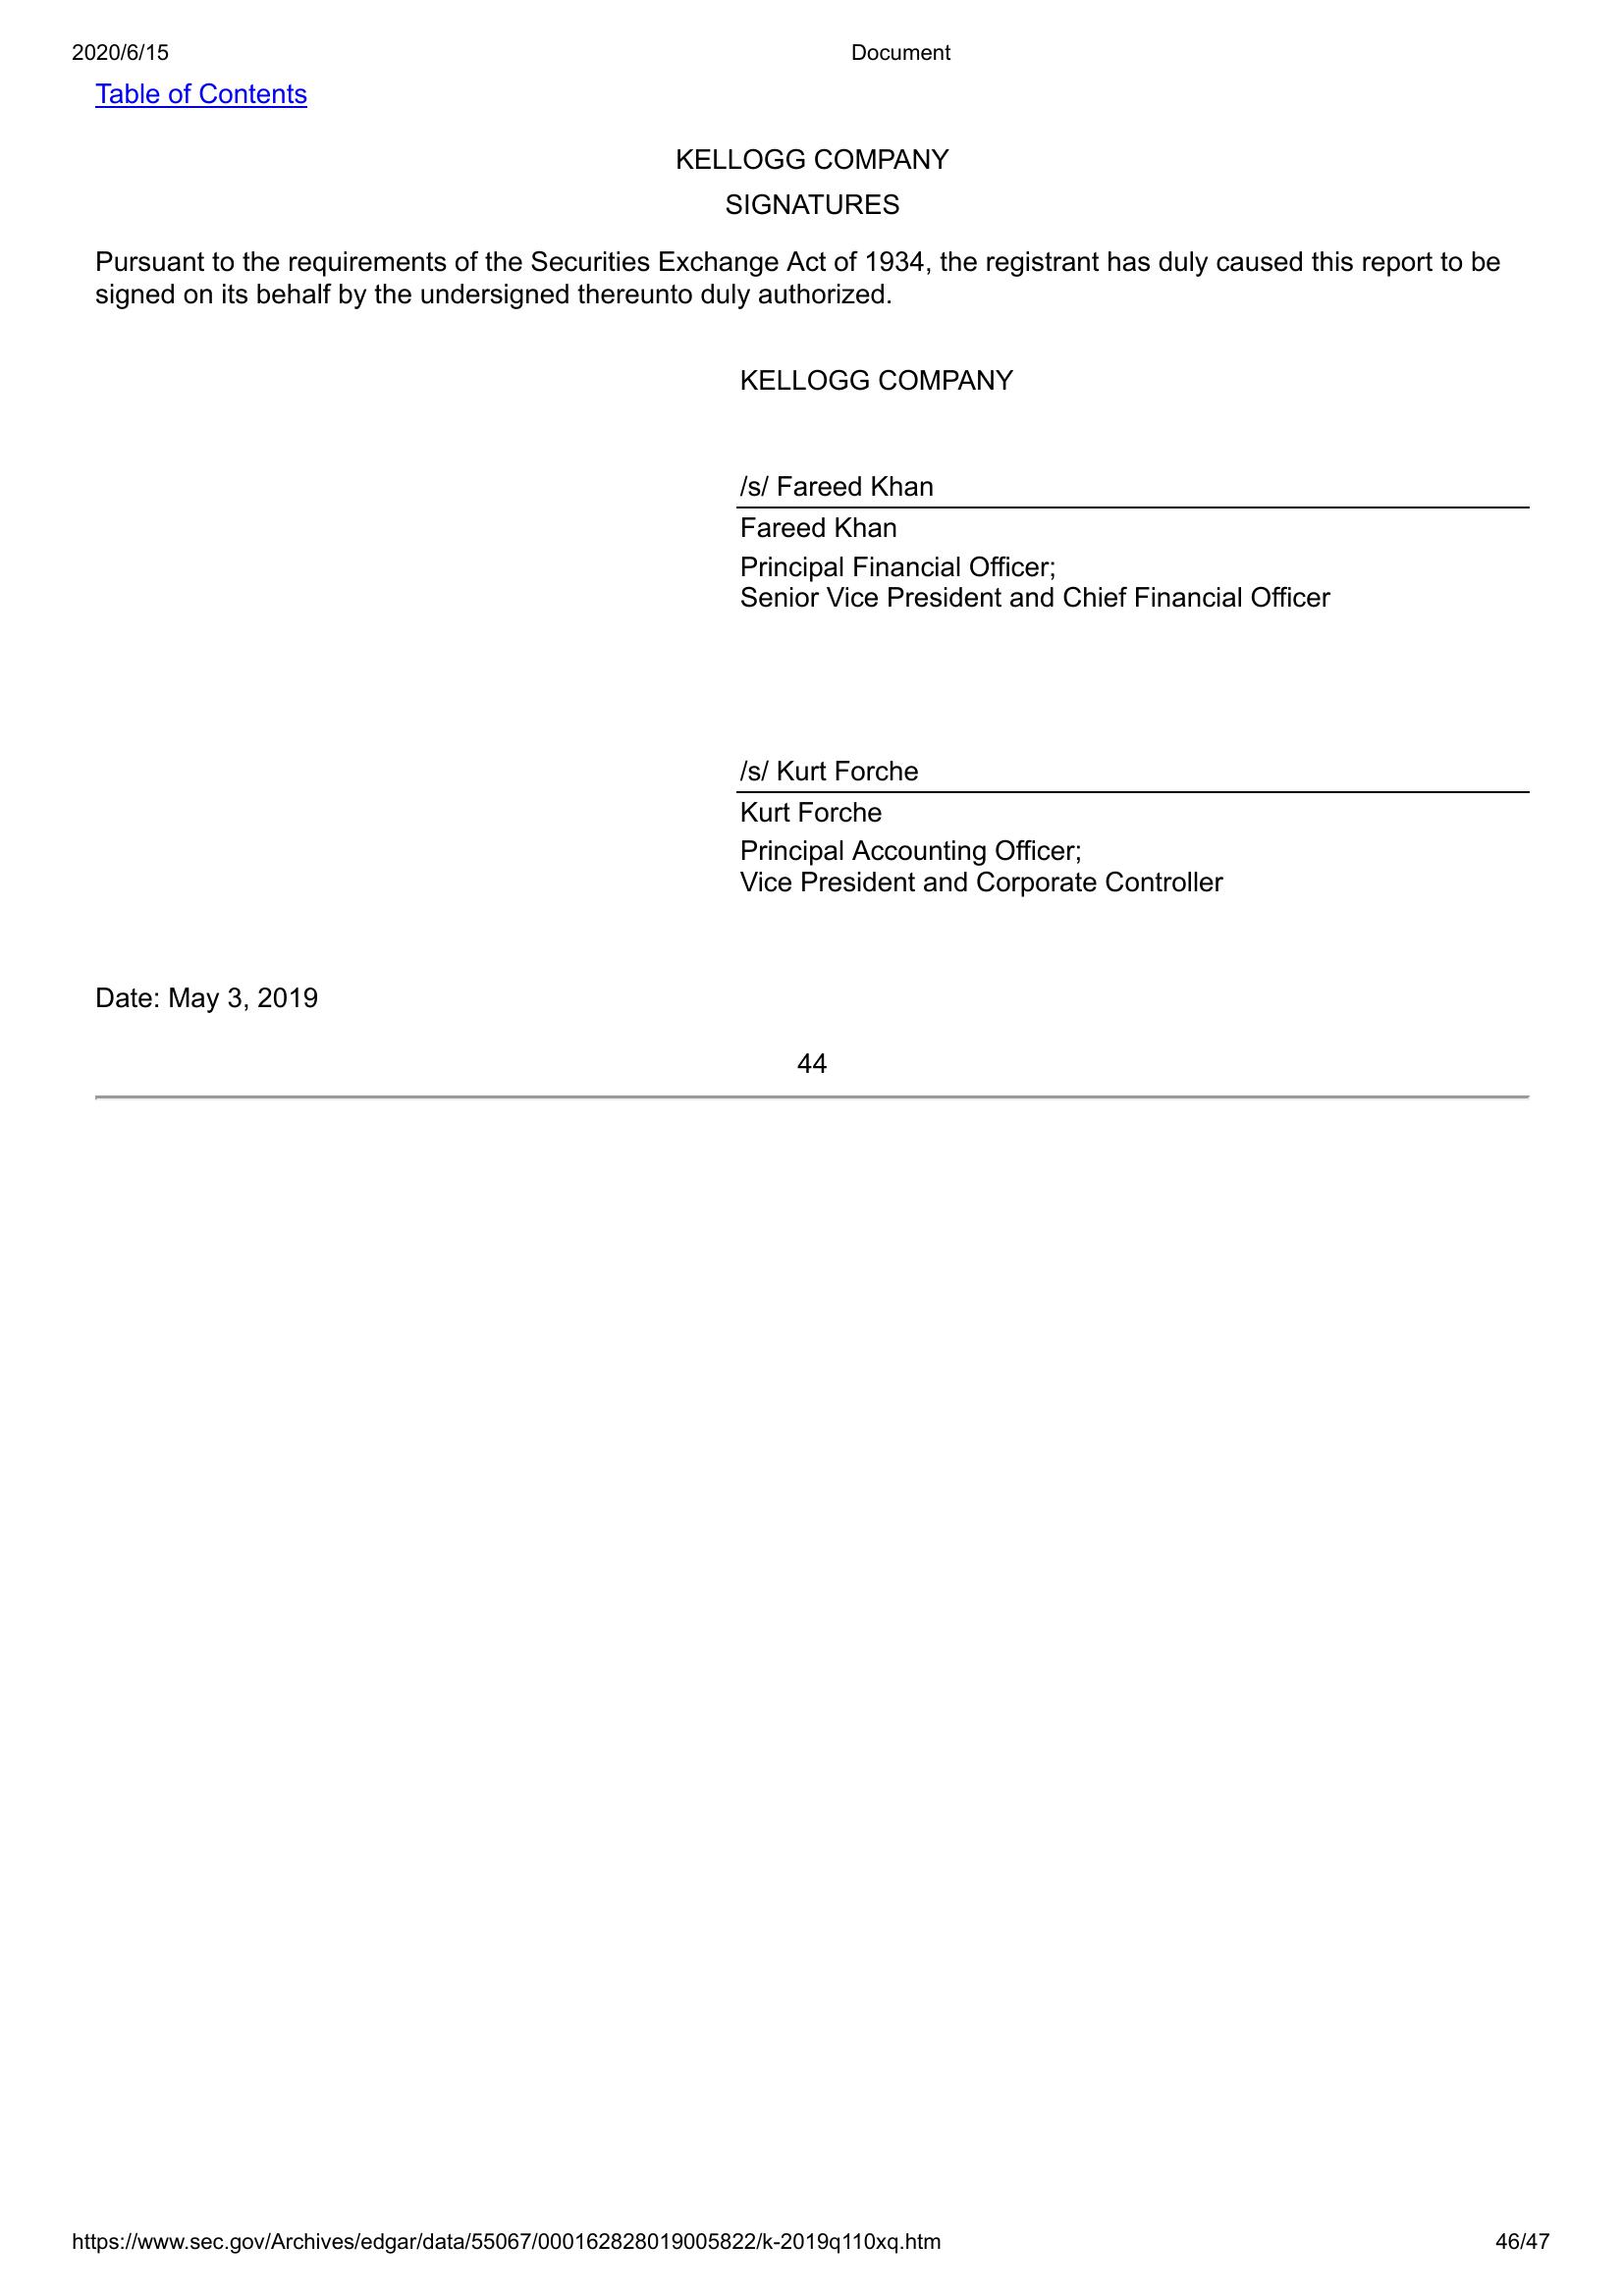 2020/6/15 Document
Table of Contents
KELLOGG COMPANY
SIGNATURES
Pursuant to the requirements of the Securities Exchange Act of 1934, the registrant has duly caused this report to be
signed on its behalf by the undersigned thereunto duly authorized.
KELLOGG COMPANY
/s/ Fareed Khan
Fareed Khan
Principal Financial Officer;
Senior Vice President and Chief Financial Officer
/s/ Kurt Forche
Kurt Forche
Principal Accounting Officer;
Vice President and Corporate Controller
Date: May 3, 2019
44
https://www.sec.gov/Archives/edgar/data/55067/000162828019005822/k-2019q110xq.htm 46/47